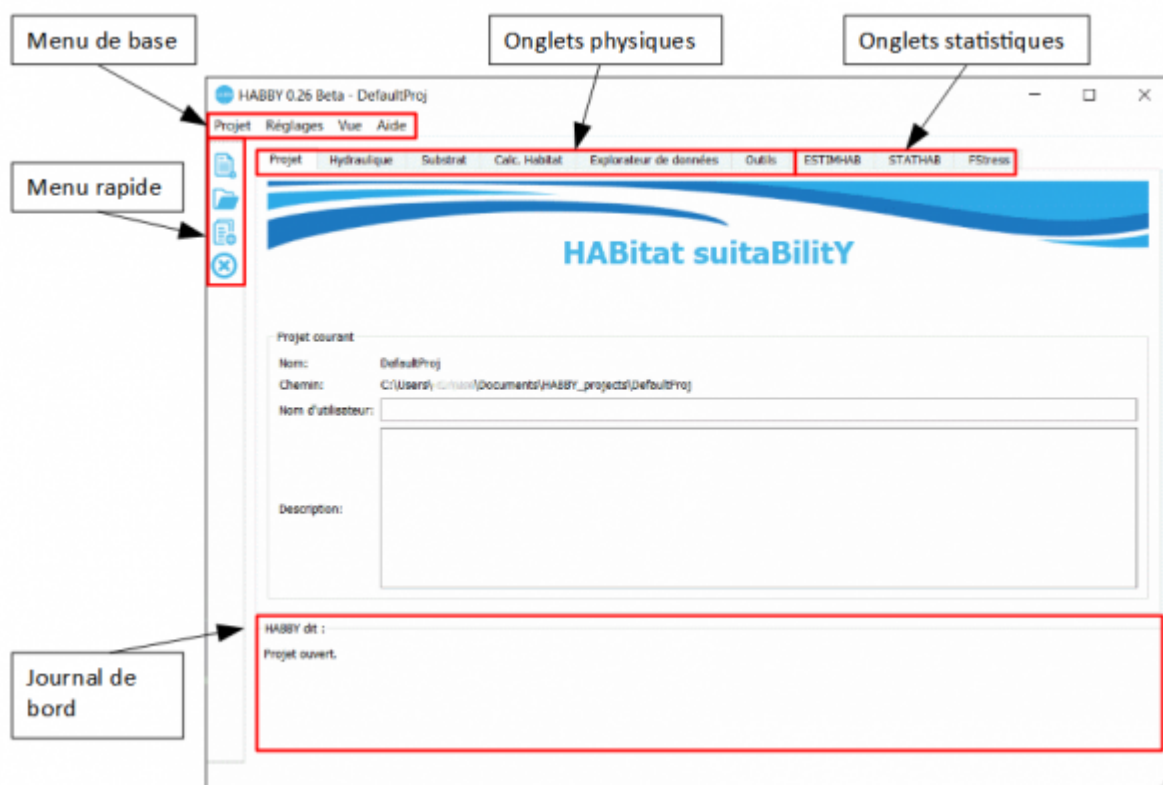 Menu de base
Onglets physiques
Onglets statistiques
HABBY 0.26 Beta - DefaultProj
Projet Réglages Vue Aide
Menu rapide
Projet Hydraulique Substrat Calc. Habitat Explorateur de données Outils ESTIMHAB STATHAB FStress
HABitat suitaBilitY
Projet courant
Nom: DefaultProj
Chemin: C:\Users\ \Documents\HABBY_projects\DefaultProj
Nom d'utilisateur:
Description:
HABBY dit :
Projet ouvert.
Journal de
bord